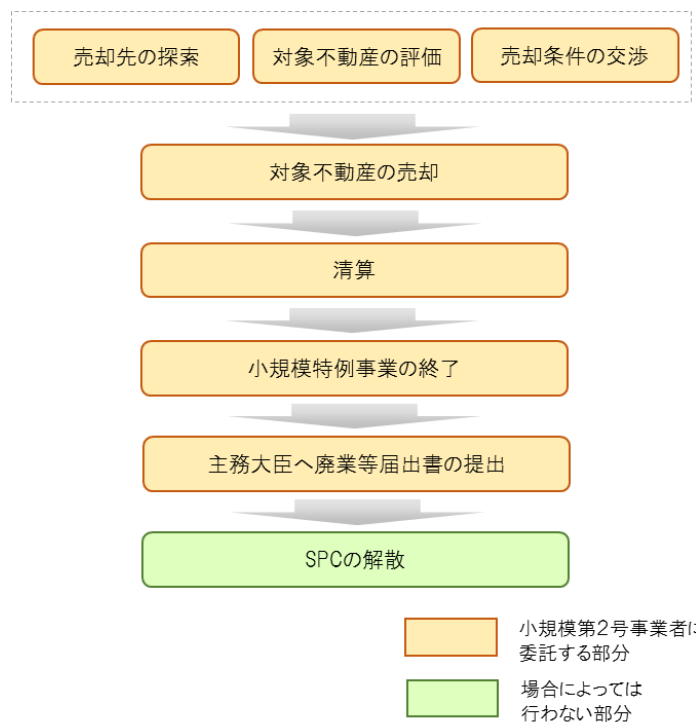 売却先の探索
対象不動産の評価
売却条件の交渉
対象不動産の売却
清算
小規模特例事業の終了
主務大臣へ廃業等届出書の提出
SPCの解散
小規模第2号事業者に
委託する部分
場合によっては
行わない部分